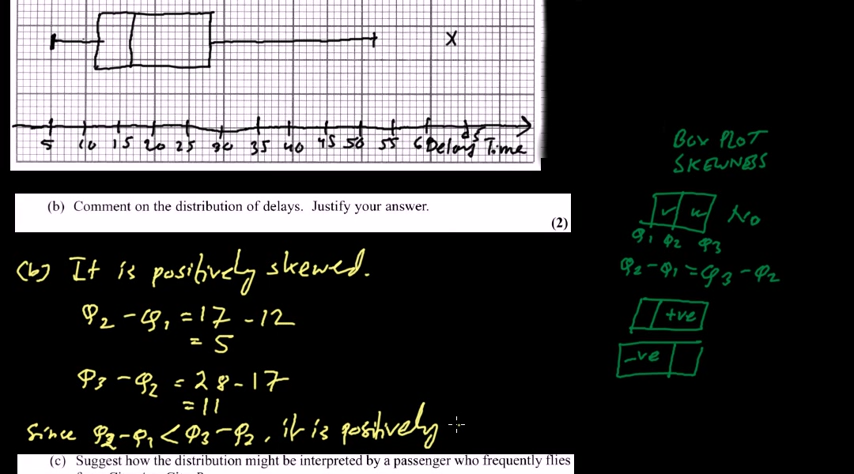 x
5 10 15 20 25 30 35 40 45 50 55 60 65
Delay Time
(b) Comment on the distribution of delays. Justify your answer.
(2)
(b) It is positively skewed.
Q2 - Q1 = 17 - 12
= 5
Q3 - Q2 = 28 - 17
= 11
Since Q2 - Q1 < Q3 - Q2, it is positively
(c) Suggest how the distribution might be interpreted by a passenger who frequently flies
BOX PLOT
SKEWNESS
No
Q1 Q2 Q3
Q2 - Q1 = Q3 - Q2
+ve
-ve